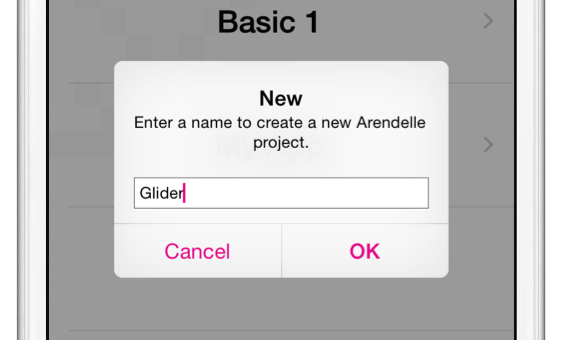 Basic 1
New
Enter a name to create a new Arendelle
project.
Glider
Cancel
OK